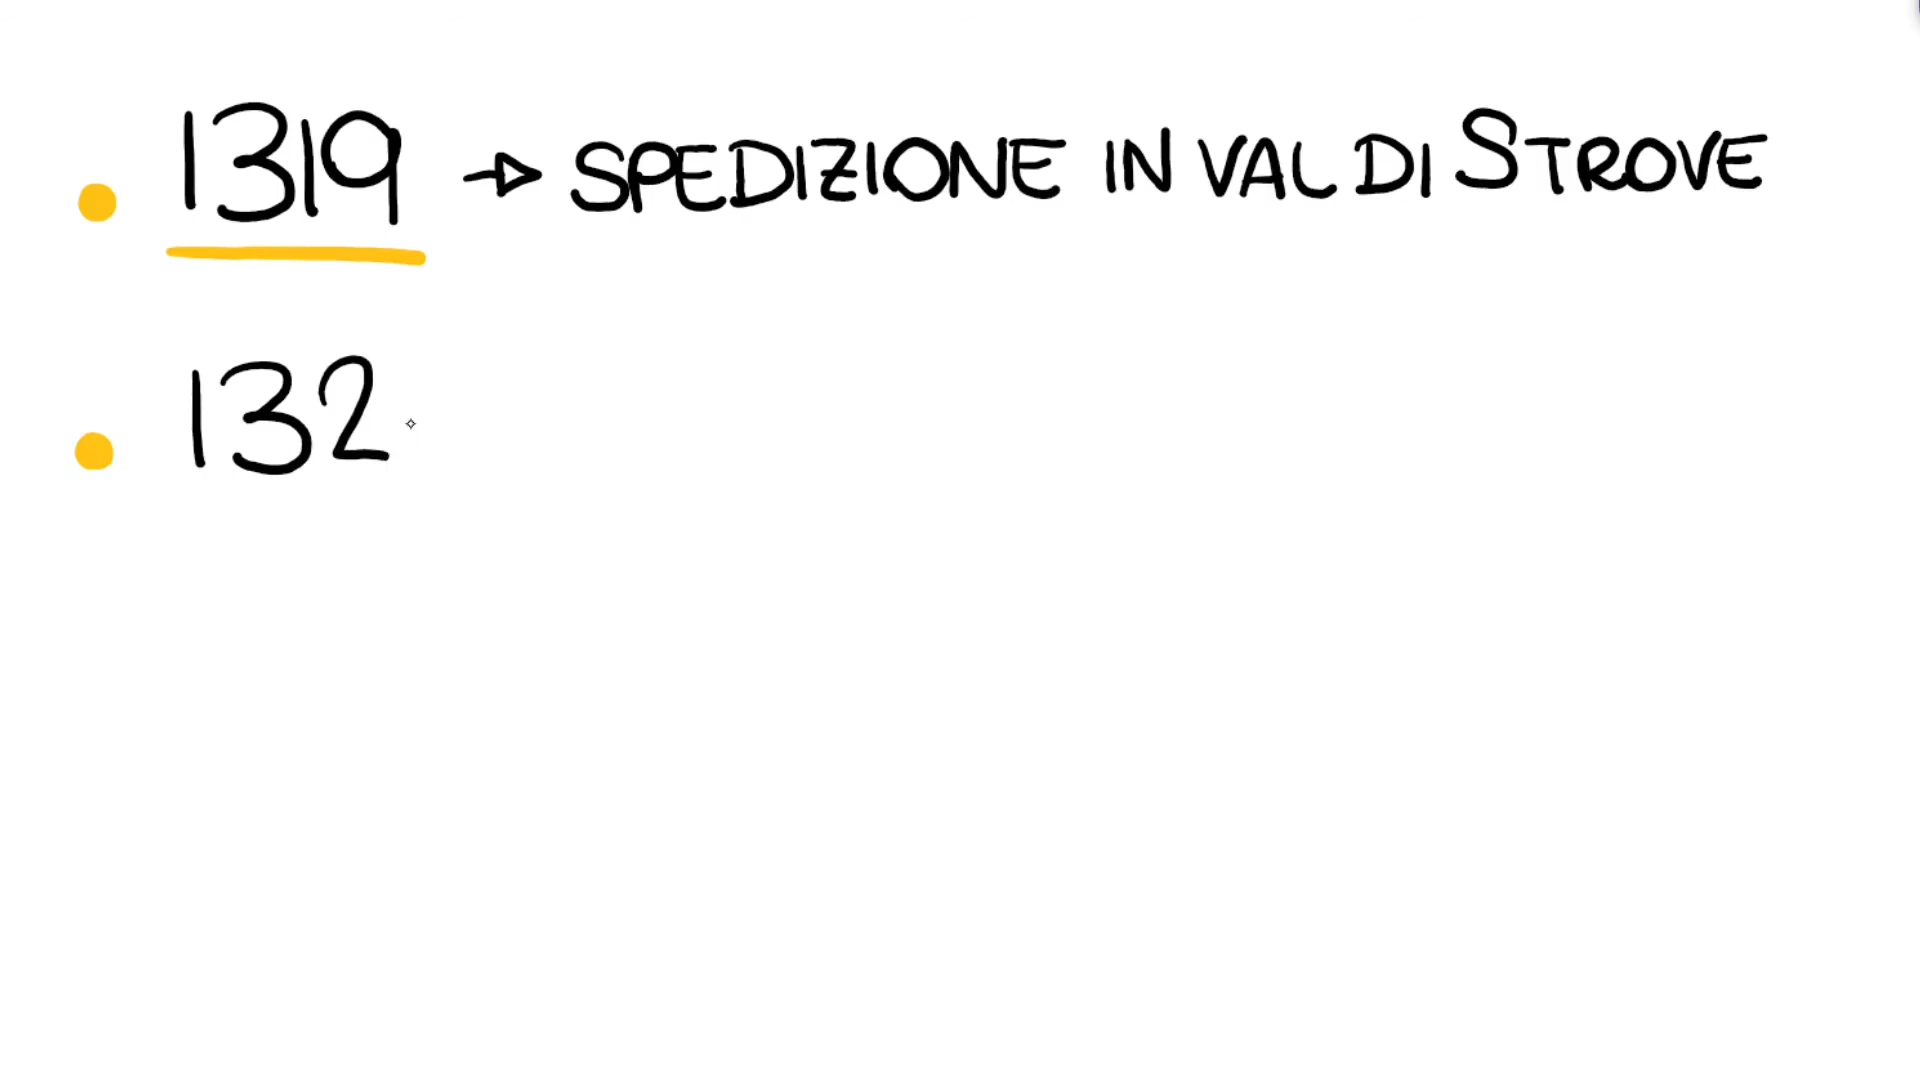 1319 → SPEDIZIONE IN VAL DI STROVE
132